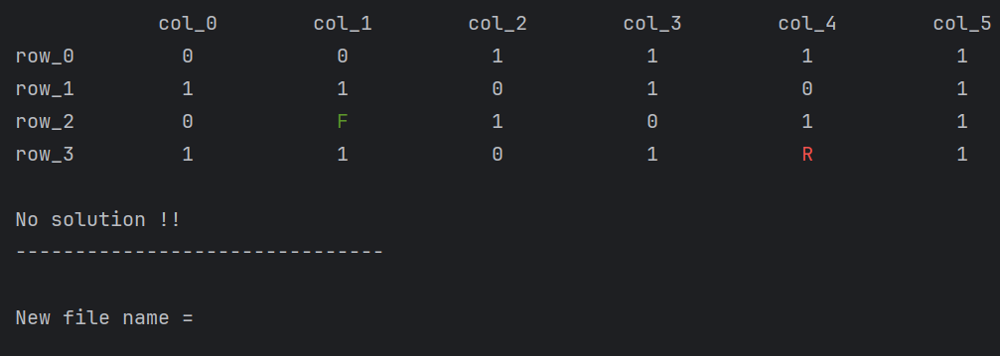 col_0 col_1 col_2 col_3 col_4 col_5
row_0 0 0 1 1 1 1
row_1 1 1 0 1 0 1
row_2 0 F 1 0 1 1
row_3 1 1 0 1 R 1
No solution !!
-------------------------------
New file name =